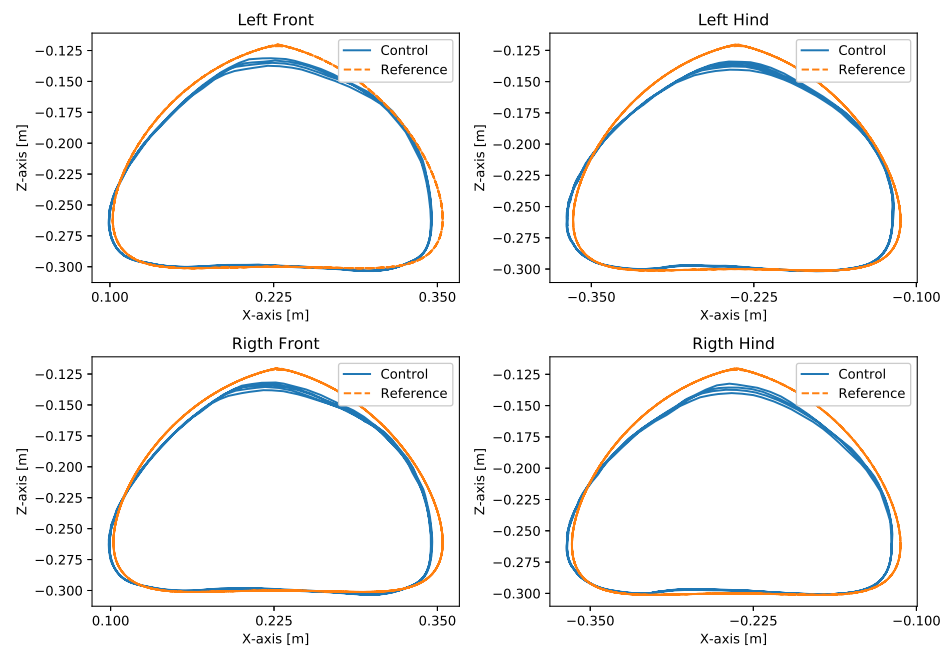 Left Front
Left Hind
−0.125
−0.150
−0.175
−0.200
−0.225
−0.250
−0.275
−0.300
Z-axis [m]
Control
Reference
0.100
0.225
0.350
X-axis [m]
−0.125
−0.150
−0.175
−0.200
−0.225
−0.250
−0.275
−0.300
Z-axis [m]
Control
Reference
−0.350
−0.225
−0.100
X-axis [m]
Rigth Front
Rigth Hind
−0.125
−0.150
−0.175
−0.200
−0.225
−0.250
−0.275
−0.300
Z-axis [m]
Control
Reference
0.100
0.225
0.350
X-axis [m]
−0.125
−0.150
−0.175
−0.200
−0.225
−0.250
−0.275
−0.300
Z-axis [m]
Control
Reference
−0.350
−0.225
−0.100
X-axis [m]